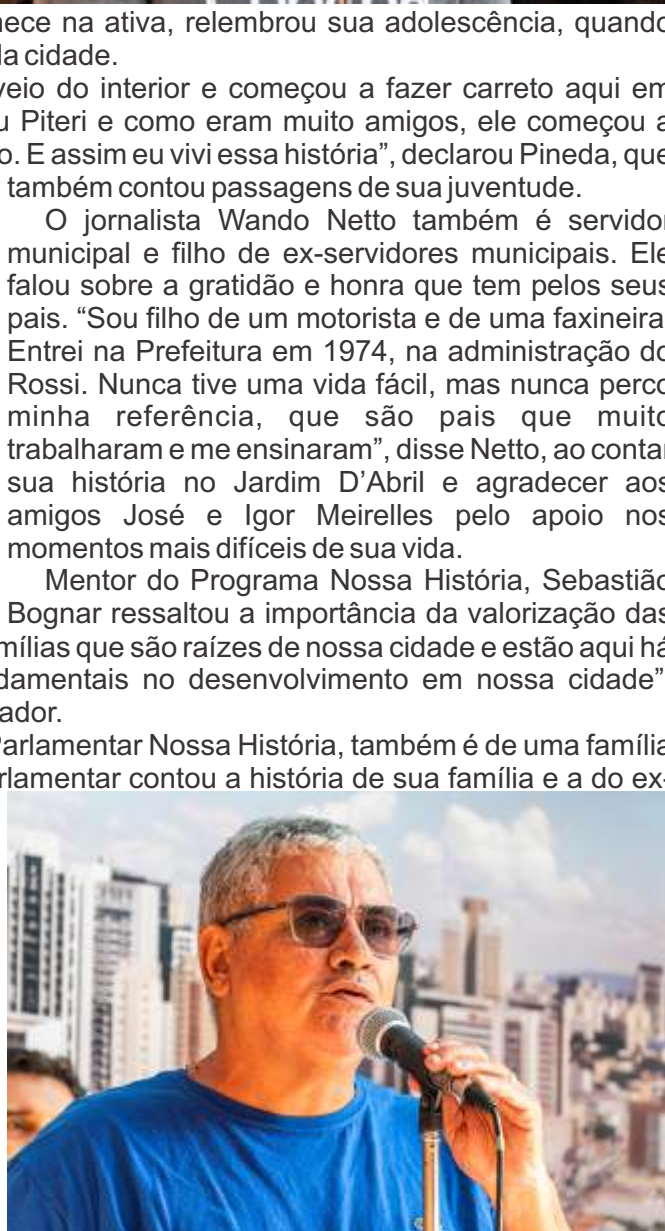 ece na ativa, relembrou sua adolescência, quando
da cidade.
veio do interior e começou a fazer carreto aqui em
u Piteri e como eram muito amigos, ele começou a
o. E assim eu vivi essa história”, declarou Pineda, que
também contou passagens de sua juventude.
O jornalista Wando Netto também é servidor
municipal e filho de ex-servidores municipais. Ele
falou sobre a gratidão e honra que tem pelos seus
pais. “Sou filho de um motorista e de uma faxineira.
Entrei na Prefeitura em 1974, na administração do
Rossi. Nunca tive uma vida fácil, mas nunca perco
minha referência, que são pais que muito
trabalharam e me ensinaram”, disse Netto, ao contar
sua história no Jardim D’Abril e agradecer aos
amigos José e Igor Meirelles pelo apoio nos
momentos mais difíceis de sua vida.
Mentor do Programa Nossa História, Sebastião
Bognar ressaltou a importância da valorização das
mílias que são raízes de nossa cidade e estão aqui há
damentais no desenvolvimento em nossa cidade”,
ador.
Parlamentar Nossa História, também é de uma família
rlamentar contou a história de sua família e a do ex-